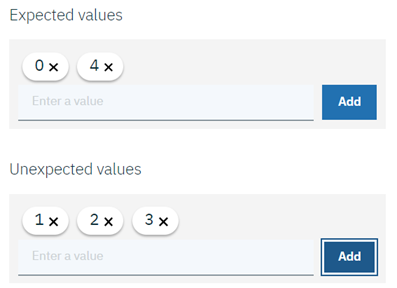 Expected values
0 × 4 ×
Enter a value Add
Unexpected values
1 × 2 × 3 ×
Enter a value Add